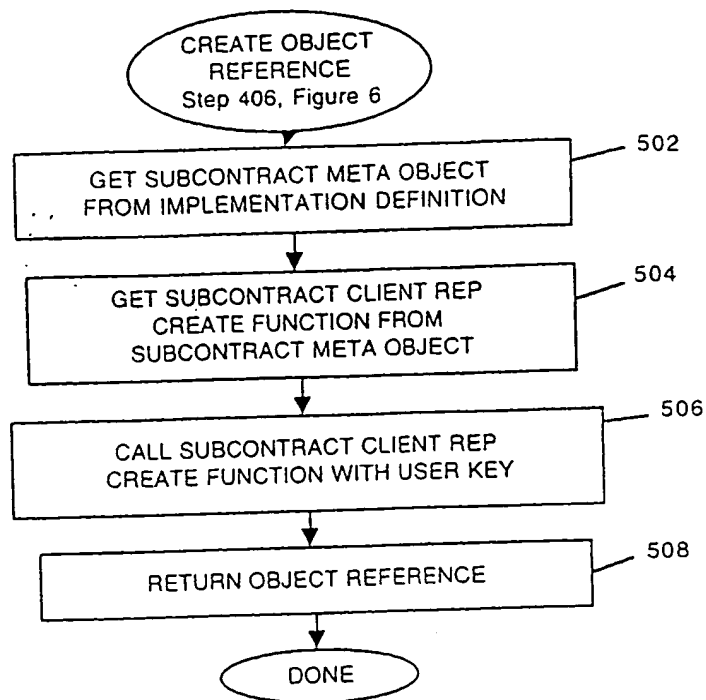 CREATE OBJECT
REFERENCE
Step 406, Figure 6
502
GET SUBCONTRACT META OBJECT
FROM IMPLEMENTATION DEFINITION
504
GET SUBCONTRACT CLIENT REP
CREATE FUNCTION FROM
SUBCONTRACT META OBJECT
506
CALL SUBCONTRACT CLIENT REP
CREATE FUNCTION WITH USER KEY
508
RETURN OBJECT REFERENCE
DONE